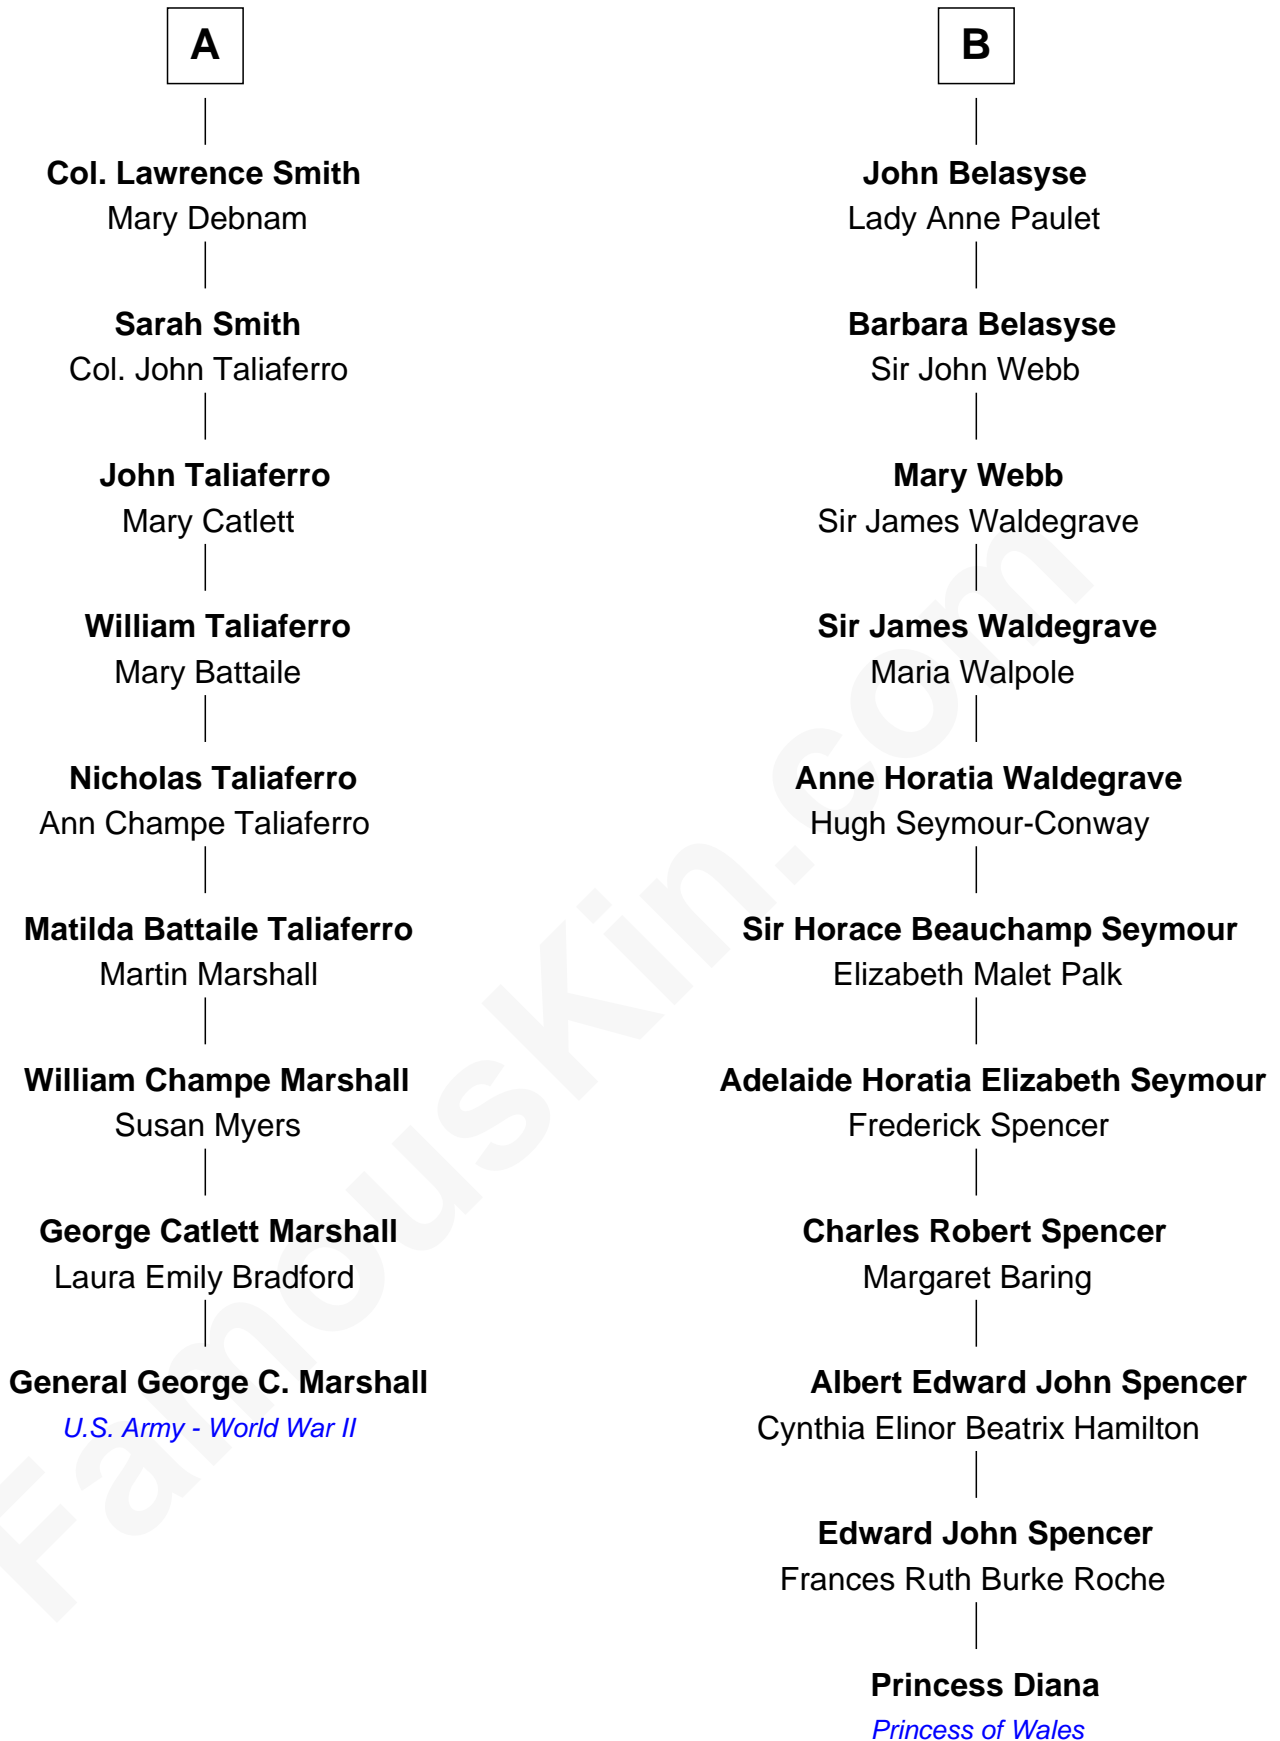 A
Col. Lawrence Smith
Mary Debnam
Sarah Smith
Col. John Taliaferro
John Taliaferro
Mary Catlett
William Taliaferro
Mary Battaile
Nicholas Taliaferro
Ann Champe Taliaferro
Matilda Battaile Taliaferro
Martin Marshall
William Champe Marshall
Susan Myers
George Catlett Marshall
Laura Emily Bradford
General George C. Marshall
U.S. Army - World War II
B
John Belasyse
Lady Anne Paulet
Barbara Belasyse
Sir John Webb
Mary Webb
Sir James Waldegrave
Sir James Waldegrave
Maria Walpole
Anne Horatia Waldegrave
Hugh Seymour-Conway
Sir Horace Beauchamp Seymour
Elizabeth Malet Palk
Adelaide Horatia Elizabeth Seymour
Frederick Spencer
Charles Robert Spencer
Margaret Baring
Albert Edward John Spencer
Cynthia Elinor Beatrix Hamilton
Edward John Spencer
Frances Ruth Burke Roche
Princess Diana
Princess of Wales
FamousKin.com